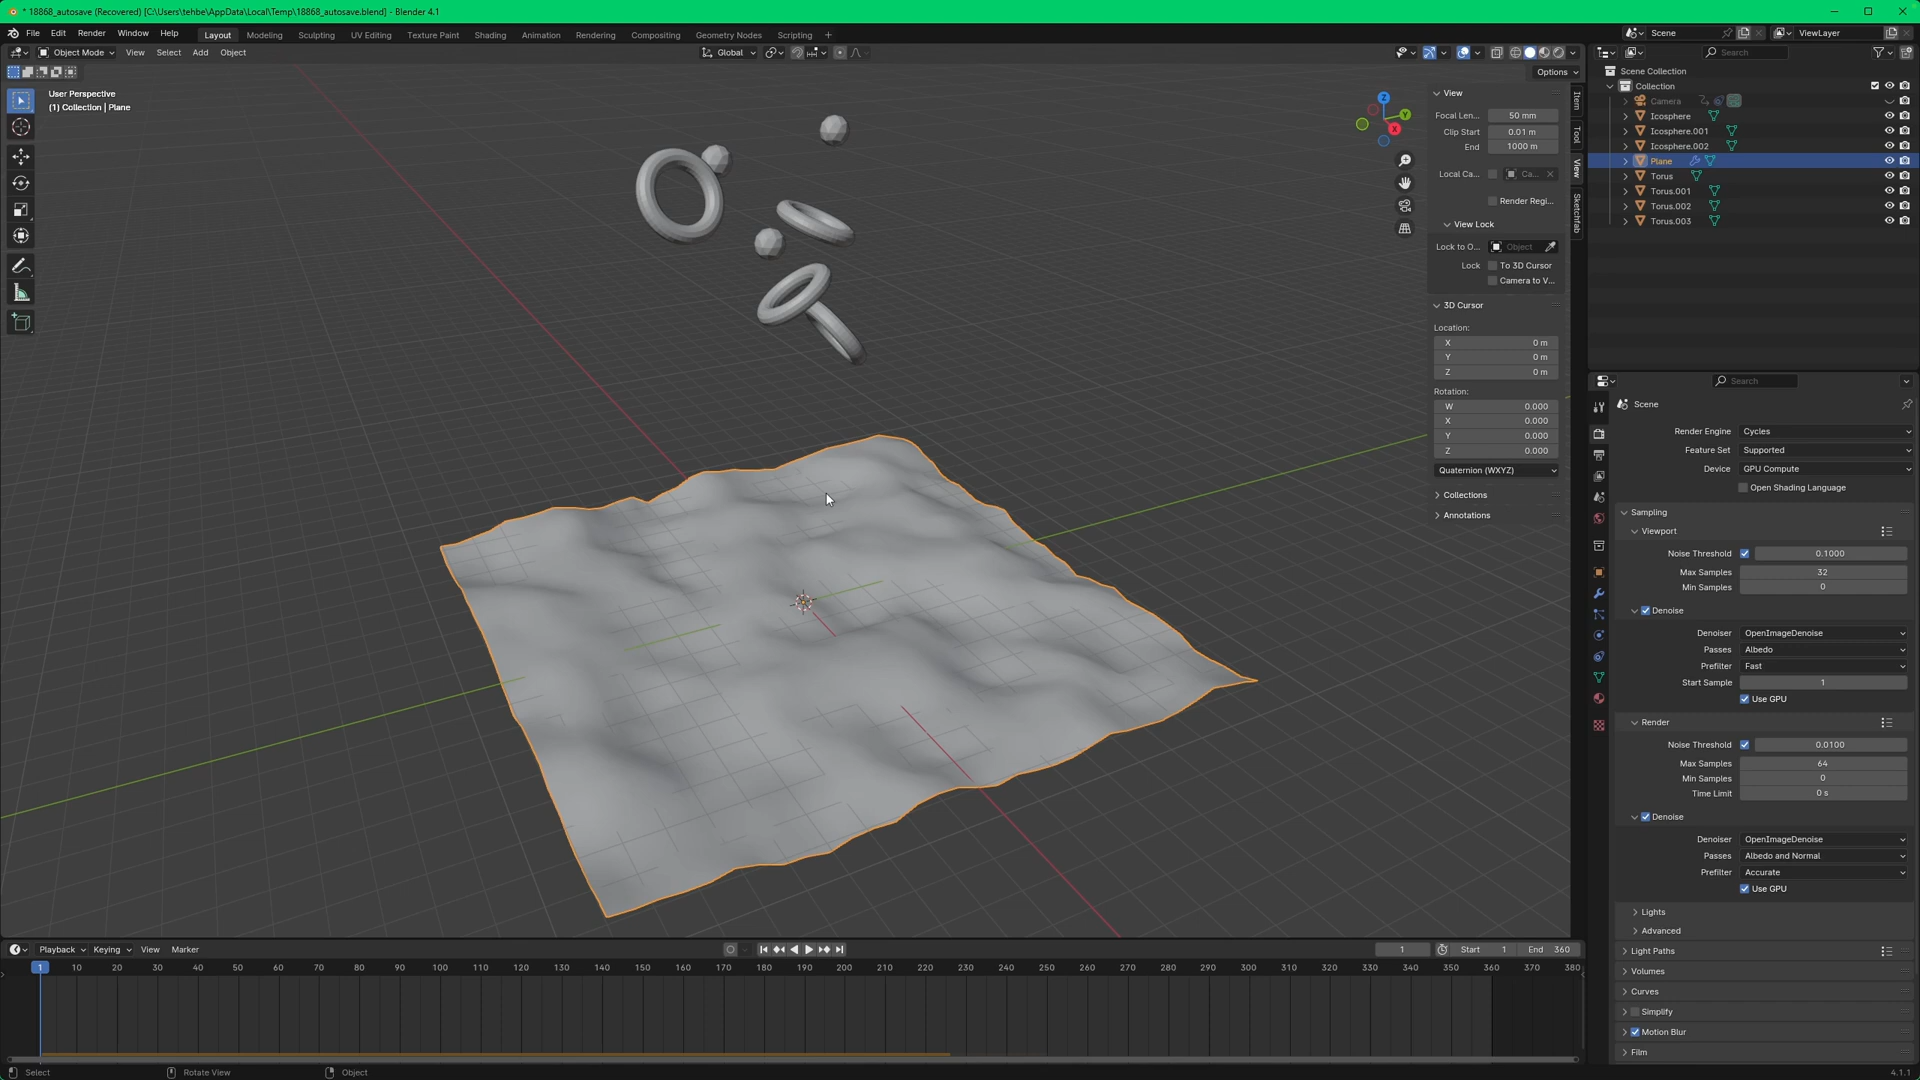 * 18868_autosave (Recovered) [C:\Users\tehbe\AppData\Local\Temp\18868_autosave.blend] - Blender 4.1
File Edit Render Window Help Layout Modeling Sculpting UV Editing Texture Paint Shading Animation Rendering Compositing Geometry Nodes Scripting + Scene ViewLayer
Object Mode View Select Add Object Global Search
Options
User Perspective
(1) Collection | Plane
Z
Y
X
View
Focal Len... 50 mm
Clip Start 0.01 m
End 1000 m
Local Ca... Ca...
Render Regi...
View Lock
Lock to O... Object
Lock To 3D Cursor
Camera to V...
3D Cursor
Location:
X 0 m
Y 0 m
Z 0 m
Rotation:
W 0.000
X 0.000
Y 0.000
Z 0.000
Quaternion (WXYZ)
Collections
Annotations
Item
Tool
View
Sketchfab
Scene Collection
Collection
Camera
Icosphere
Icosphere.001
Icosphere.002
Plane
Torus
Torus.001
Torus.002
Torus.003
Search
Scene
Render Engine Cycles
Feature Set Supported
Device GPU Compute
Open Shading Language
Sampling
Viewport
Noise Threshold 0.1000
Max Samples 32
Min Samples 0
Denoise
Denoiser OpenImageDenoise
Passes Albedo
Prefilter Fast
Start Sample 1
Use GPU
Render
Noise Threshold 0.0100
Max Samples 64
Min Samples 0
Time Limit 0 s
Denoise
Denoiser OpenImageDenoise
Passes Albedo and Normal
Prefilter Accurate
Use GPU
Lights
Advanced
Light Paths
Volumes
Curves
Simplify
Motion Blur
Film
Playback Keying View Marker 1 Start 1 End 360
1 10 20 30 40 50 60 70 80 90 100 110 120 130 140 150 160 170 180 190 200 210 220 230 240 250 260 270 280 290 300 310 320 330 340 350 360 370 380
Select Rotate View Object 4.1.1